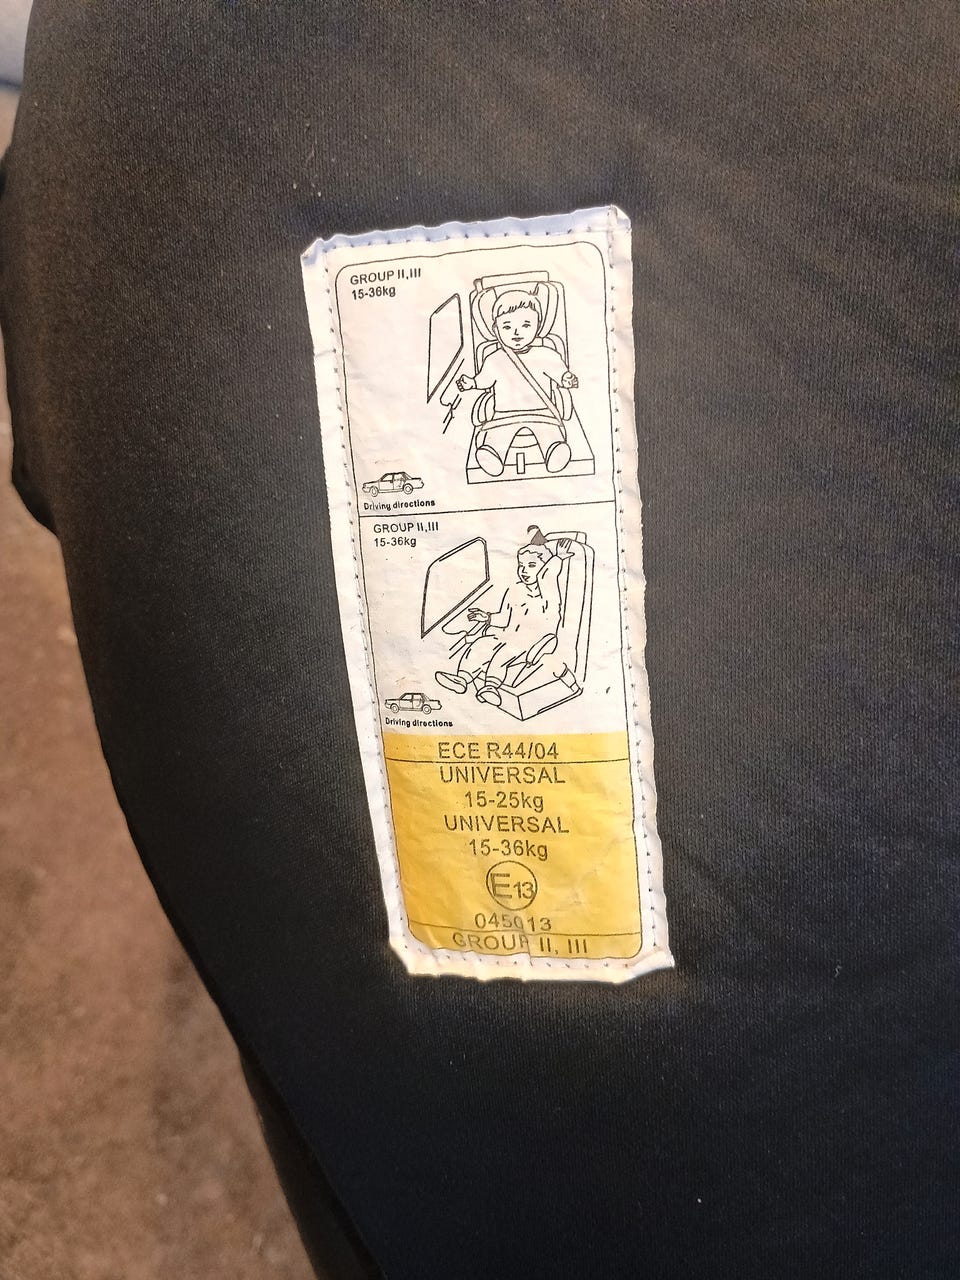 GROUP II,III
15-36kg
Driving directions
GROUP II,III
15-36kg
Driving directions
ECE R44/04
UNIVERSAL
15-25kg
UNIVERSAL
15-36kg
E13
045013
GROUP II, III